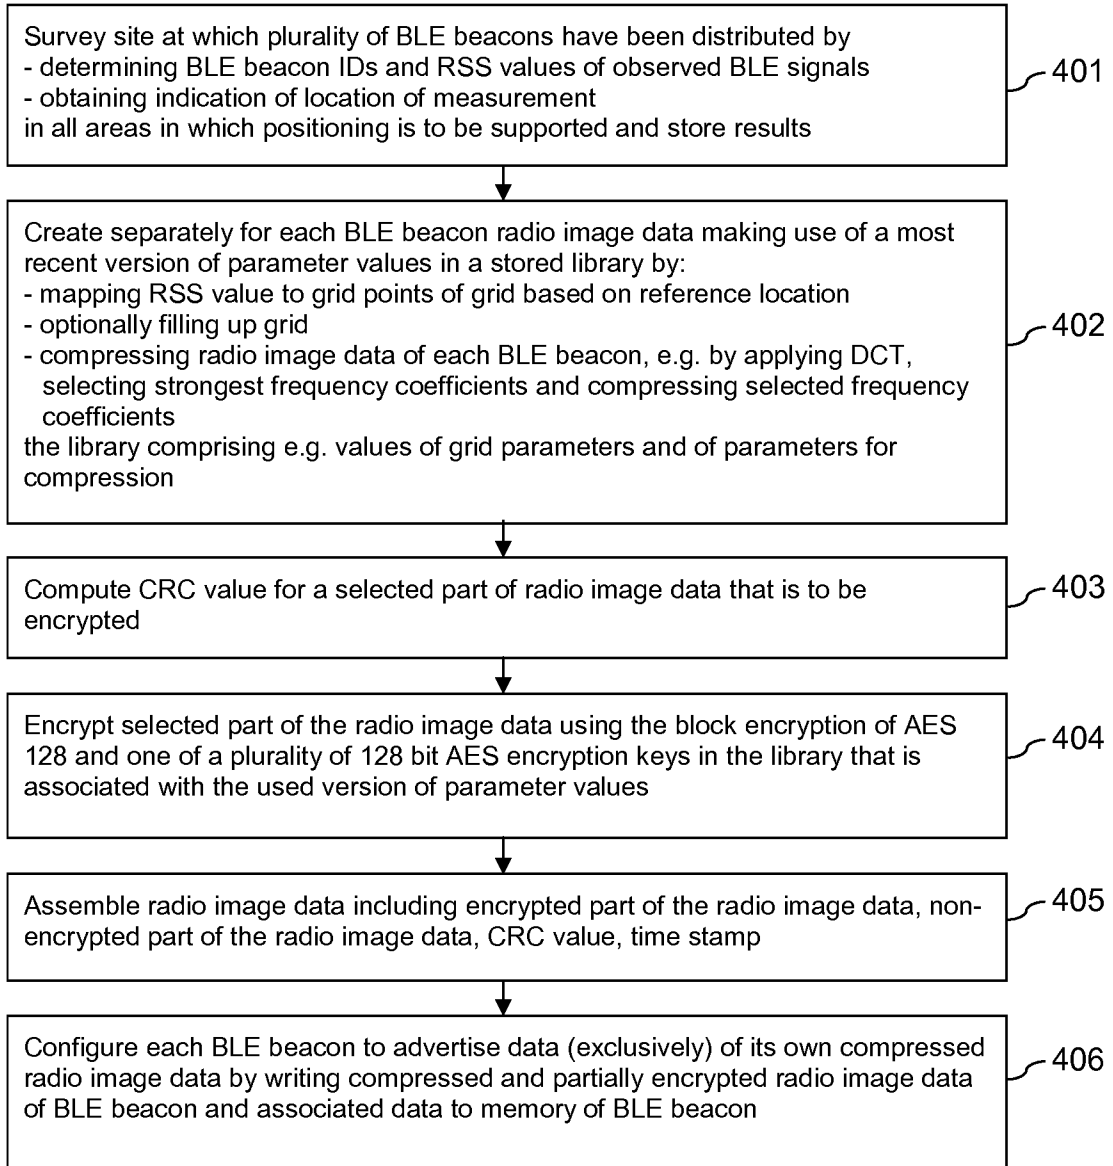 Survey site at which plurality of BLE beacons have been distributed by
- determining BLE beacon IDs and RSS values of observed BLE signals
- obtaining indication of location of measurement
in all areas in which positioning is to be supported and store results
401
Create separately for each BLE beacon radio image data making use of a most
recent version of parameter values in a stored library by:
- mapping RSS value to grid points of grid based on reference location
- optionally filling up grid
- compressing radio image data of each BLE beacon, e.g. by applying DCT,
selecting strongest frequency coefficients and compressing selected frequency
coefficients
the library comprising e.g. values of grid parameters and of parameters for
compression
402
Compute CRC value for a selected part of radio image data that is to be
encrypted
403
Encrypt selected part of the radio image data using the block encryption of AES
128 and one of a plurality of 128 bit AES encryption keys in the library that is
associated with the used version of parameter values
404
Assemble radio image data including encrypted part of the radio image data, non-
encrypted part of the radio image data, CRC value, time stamp
405
Configure each BLE beacon to advertise data (exclusively) of its own compressed
radio image data by writing compressed and partially encrypted radio image data
of BLE beacon and associated data to memory of BLE beacon
406